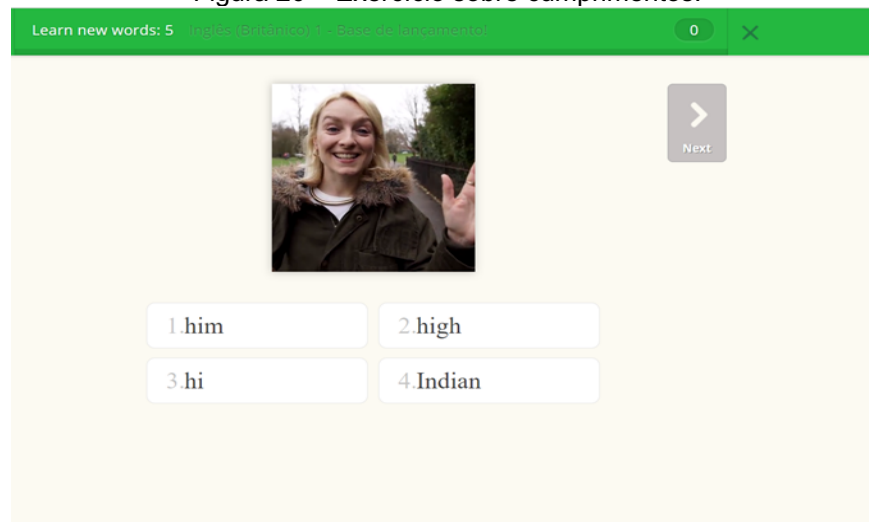 Figura 20 – Exercício sobre cumprimentos.
Learn new words: 5 Inglês (Britânico) 1 - Base de lançamento! 0
Next
1.him 2.high
3.hi 4.Indian